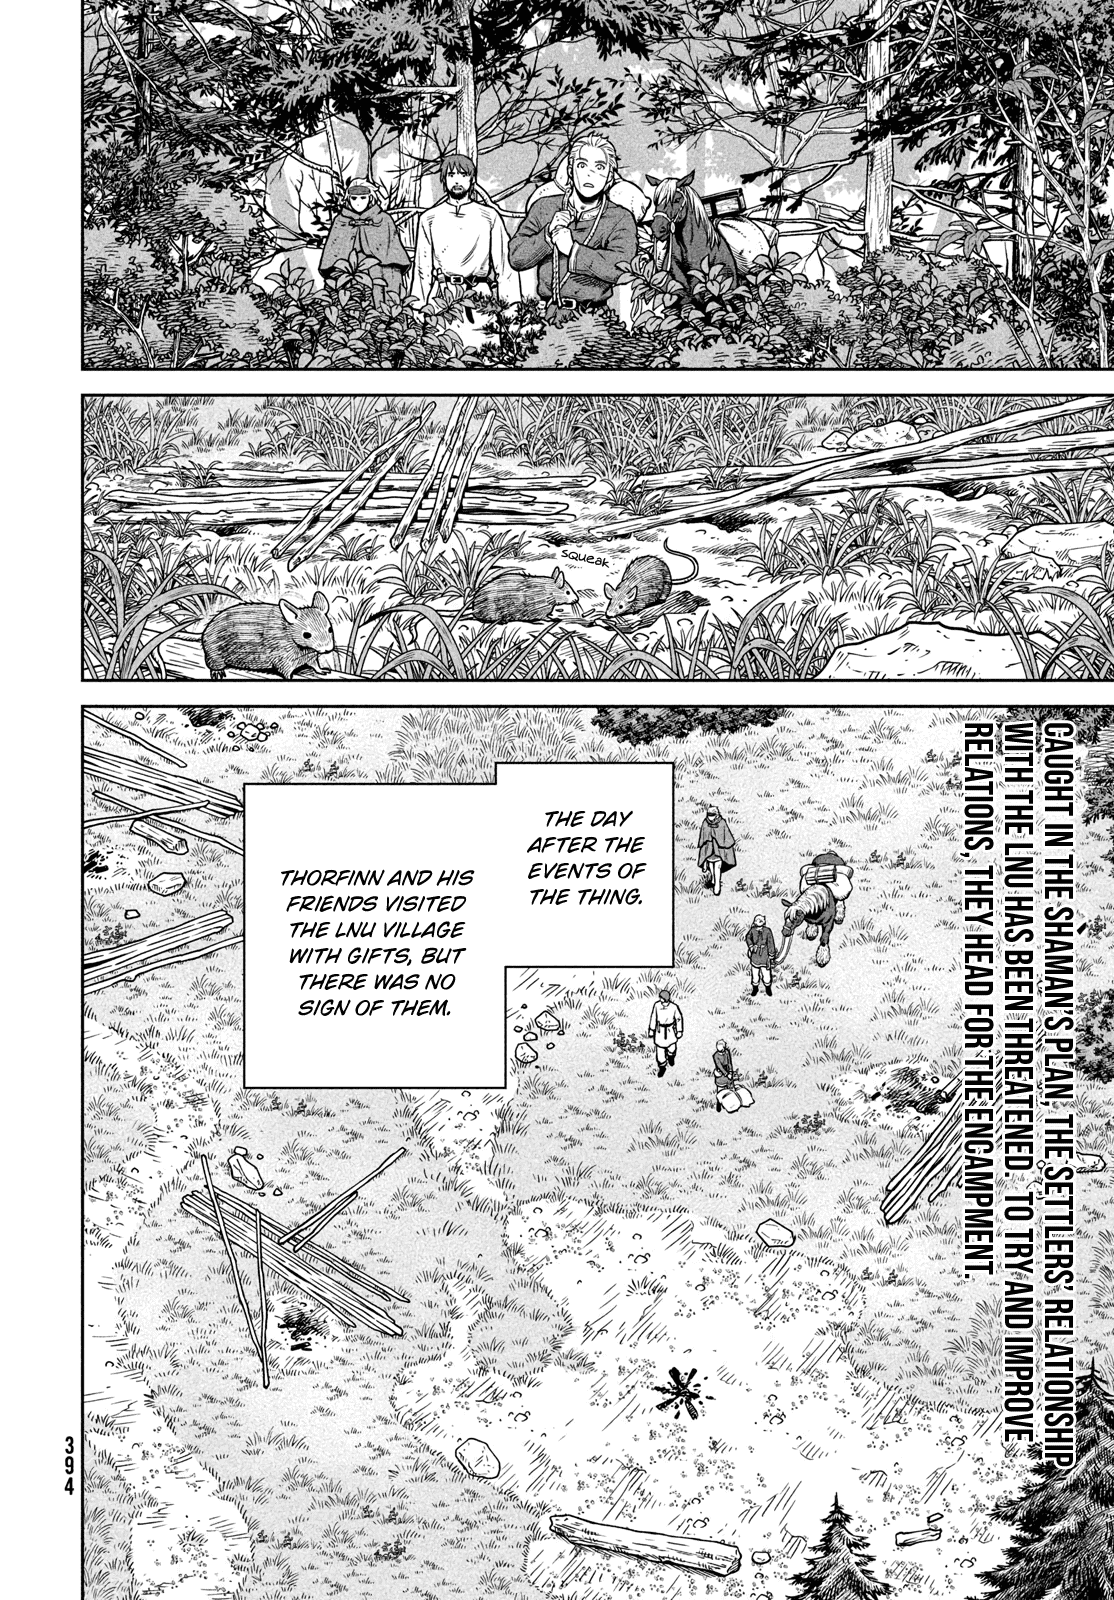 SQUEAK
CAUGHT IN THE SHAMAN'S PLAN, THE SETTLERS' RELATIONSHIP
WITH THE LNU HAS BEEN THREATENED. TO TRY AND IMPROVE
RELATIONS, THEY HEAD FOR THE ENCAMPMENT.
THE DAY
AFTER THE
EVENTS OF
THE THING.
THORFINN AND HIS
FRIENDS VISITED
THE LNU VILLAGE
WITH GIFTS, BUT
THERE WAS NO
SIGN OF THEM.
394